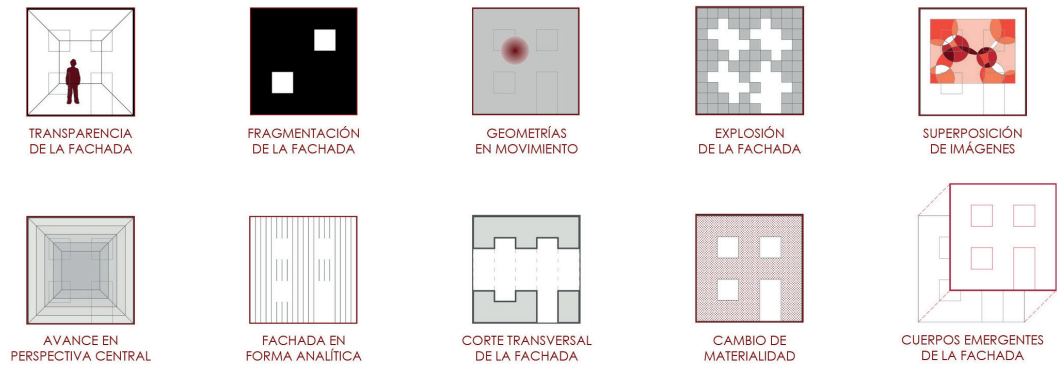 TRANSPARENCIA
DE LA FACHADA
FRAGMENTACIÓN
DE LA FACHADA
GEOMETRÍAS
EN MOVIMIENTO
EXPLOSIÓN
DE LA FACHADA
SUPERPOSICIÓN
DE IMÁGENES
AVANCE EN
PERSPECTIVA CENTRAL
FACHADA EN
FORMA ANALÍTICA
CORTE TRANSVERSAL
DE LA FACHADA
CAMBIO DE
MATERIALIDAD
CUERPOS EMERGENTES
DE LA FACHADA